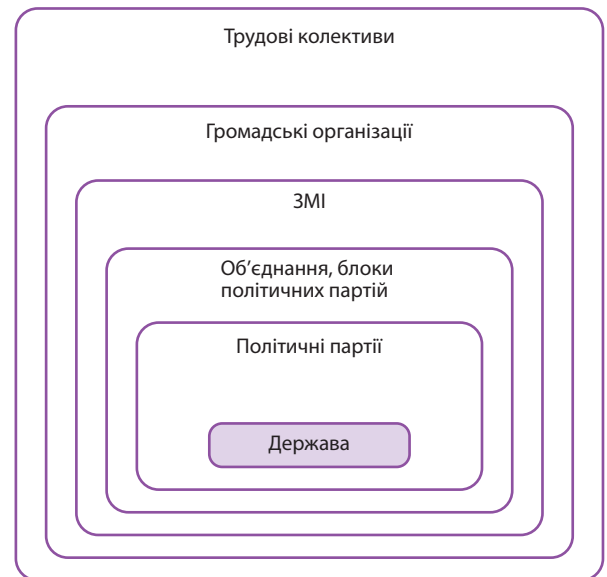 Трудові колективи
Громадські організації
ЗМІ
Об’єднання, блоки
політичних партій
Політичні партії
Держава